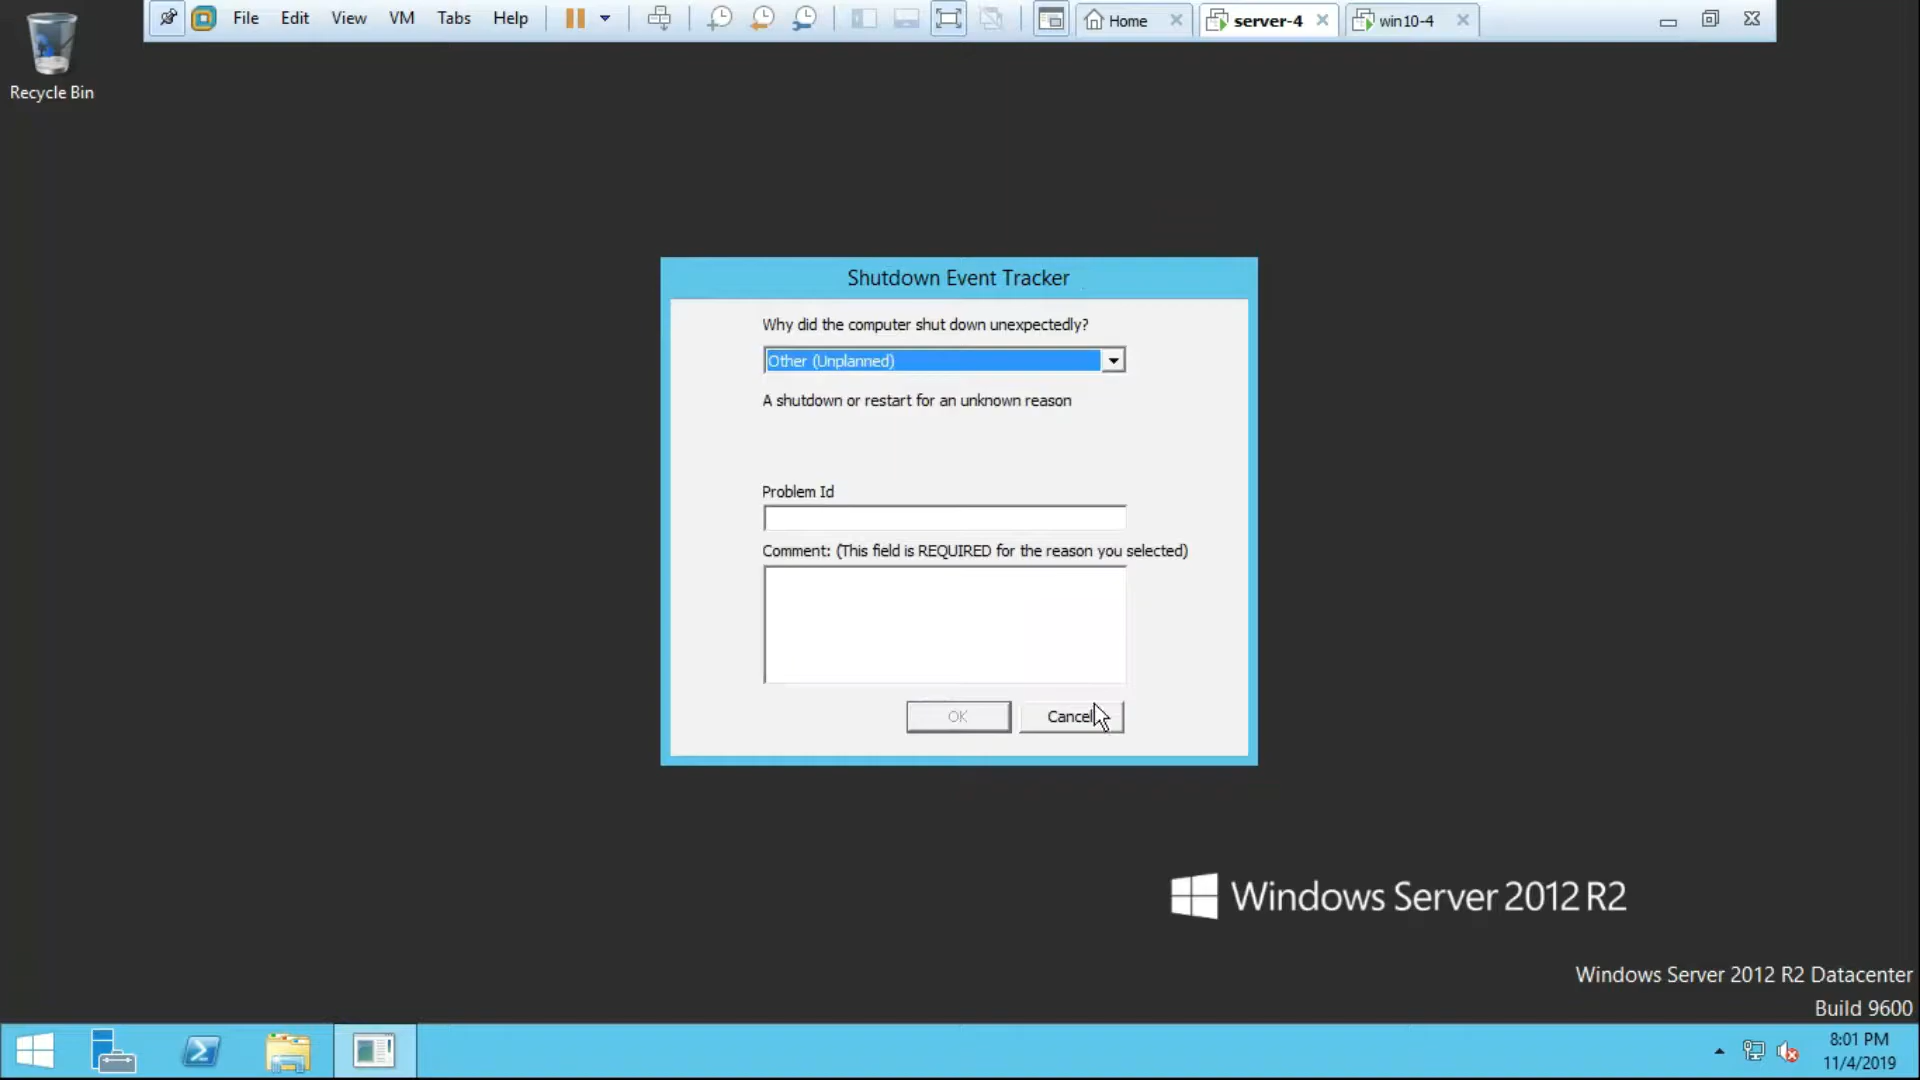 File Edit View VM Tabs Help Home server-4 win10-4
Recycle Bin
Shutdown Event Tracker
Why did the computer shut down unexpectedly?
Other (Unplanned)
A shutdown or restart for an unknown reason
Problem Id
Comment: (This field is REQUIRED for the reason you selected)
OK Cancel
Windows Server 2012 R2
Windows Server 2012 R2 Datacenter
Build 9600
8:01 PM
11/4/2019